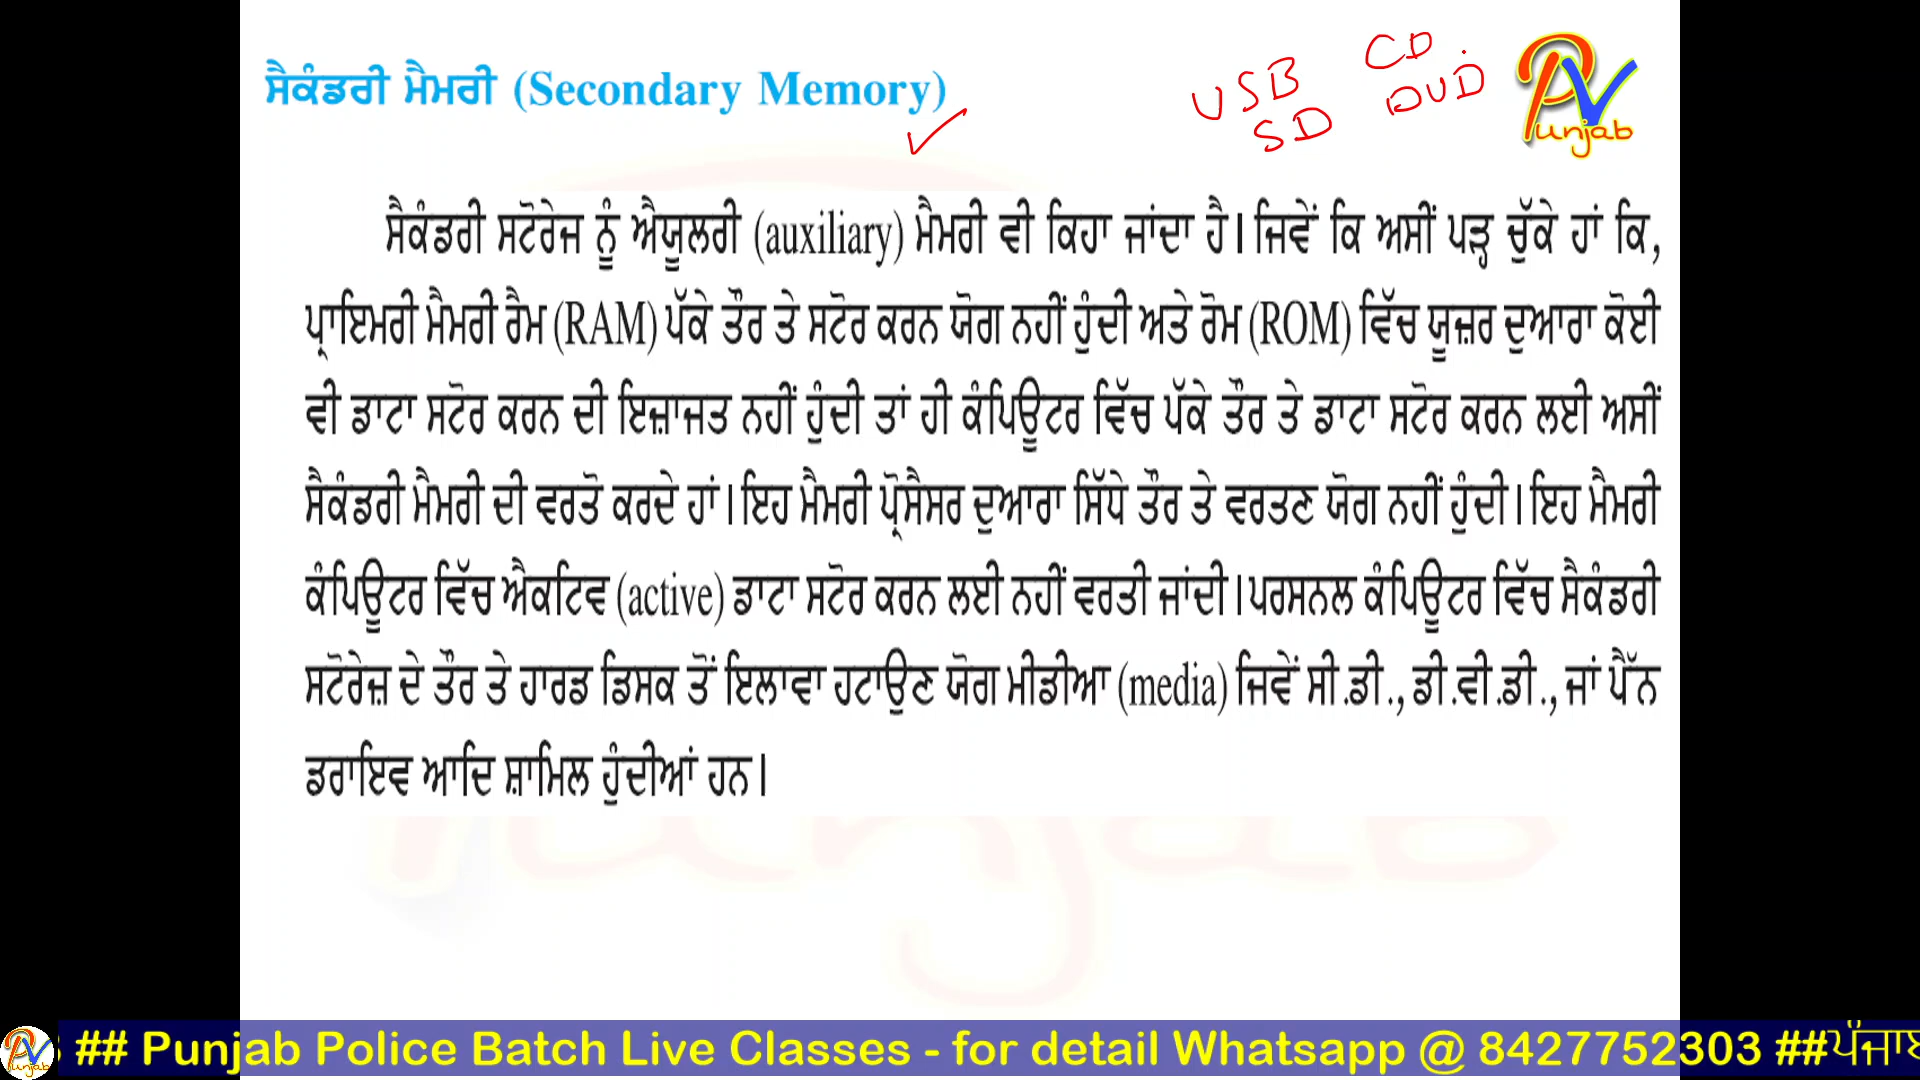 ਸੈਕੰਡਰੀ ਮੈਮਰੀ (Secondary Memory)
USB CD
SD DVD
PV Punjab
ਸੈਕੰਡਰੀ ਸਟੋਰੇਜ ਨੂੰ ਐਯੂਲਰੀ (auxiliary) ਮੈਮਰੀ ਵੀ ਕਿਹਾ ਜਾਂਦਾ ਹੈ। ਜਿਵੇਂ ਕਿ ਅਸੀਂ ਪੜ੍ਹ ਚੁੱਕੇ ਹਾਂ ਕਿ,
ਪ੍ਰਾਇਮਰੀ ਮੈਮਰੀ ਰੈਮ (RAM) ਪੱਕੇ ਤੌਰ ਤੇ ਸਟੋਰ ਕਰਨ ਯੋਗ ਨਹੀਂ ਹੁੰਦੀ ਅਤੇ ਰੋਮ (ROM) ਵਿੱਚ ਯੂਜ਼ਰ ਦੁਆਰਾ ਕੋਈ
ਵੀ ਡਾਟਾ ਸਟੋਰ ਕਰਨ ਦੀ ਇਜ਼ਾਜਤ ਨਹੀਂ ਹੁੰਦੀ ਤਾਂ ਹੀ ਕੰਪਿਊਟਰ ਵਿੱਚ ਪੱਕੇ ਤੌਰ ਤੇ ਡਾਟਾ ਸਟੋਰ ਕਰਨ ਲਈ ਅਸੀਂ
ਸੈਕੰਡਰੀ ਮੈਮਰੀ ਦੀ ਵਰਤੋ ਕਰਦੇ ਹਾਂ। ਇਹ ਮੈਮਰੀ ਪ੍ਰੋਸੈਸਰ ਦੁਆਰਾ ਸਿੱਧੇ ਤੌਰ ਤੇ ਵਰਤਣ ਯੋਗ ਨਹੀਂ ਹੁੰਦੀ। ਇਹ ਮੈਮਰੀ
ਕੰਪਿਊਟਰ ਵਿੱਚ ਐਕਟਿਵ (active) ਡਾਟਾ ਸਟੋਰ ਕਰਨ ਲਈ ਨਹੀਂ ਵਰਤੀ ਜਾਂਦੀ। ਪਰਸਨਲ ਕੰਪਿਊਟਰ ਵਿੱਚ ਸੈਕੰਡਰੀ
ਸਟੋਰੇਜ਼ ਦੇ ਤੌਰ ਤੇ ਹਾਰਡ ਡਿਸਕ ਤੋਂ ਇਲਾਵਾ ਹਟਾਉਣ ਯੋਗ ਮੀਡੀਆ (media) ਜਿਵੇਂ ਸੀ.ਡੀ., ਡੀ.ਵੀ.ਡੀ., ਜਾਂ ਪੈੱਨ
ਡਰਾਇਵ ਆਦਿ ਸ਼ਾਮਿਲ ਹੁੰਦੀਆਂ ਹਨ।
## Punjab Police Batch Live Classes - for detail Whatsapp @ 8427752303 ##